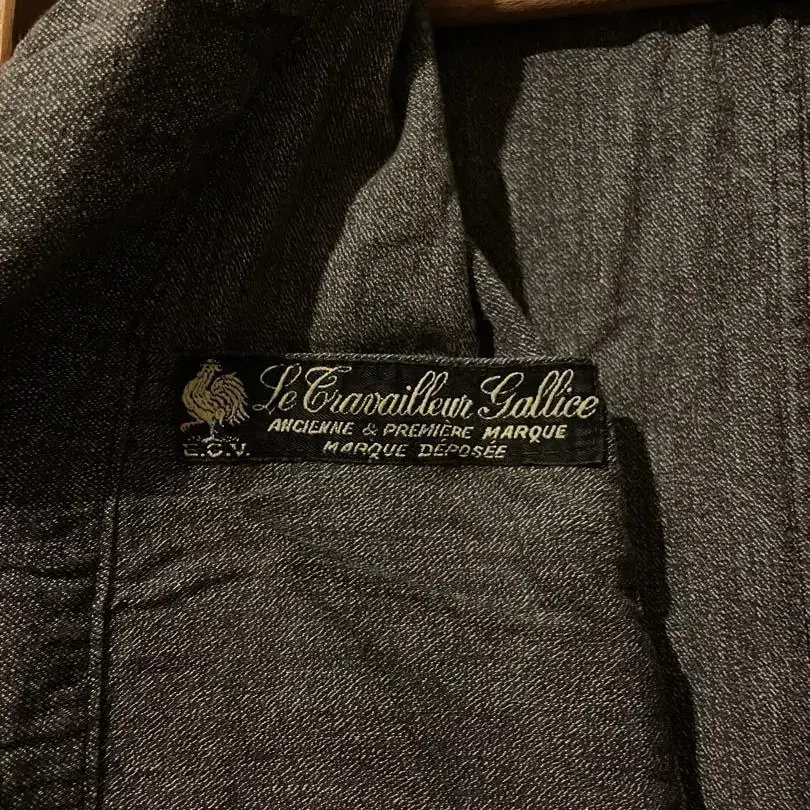 Le Travailleur Gallice
ANCIENNE & PREMIÈRE MARQUE
MARQUE DÉPOSÉE
E.G.V.